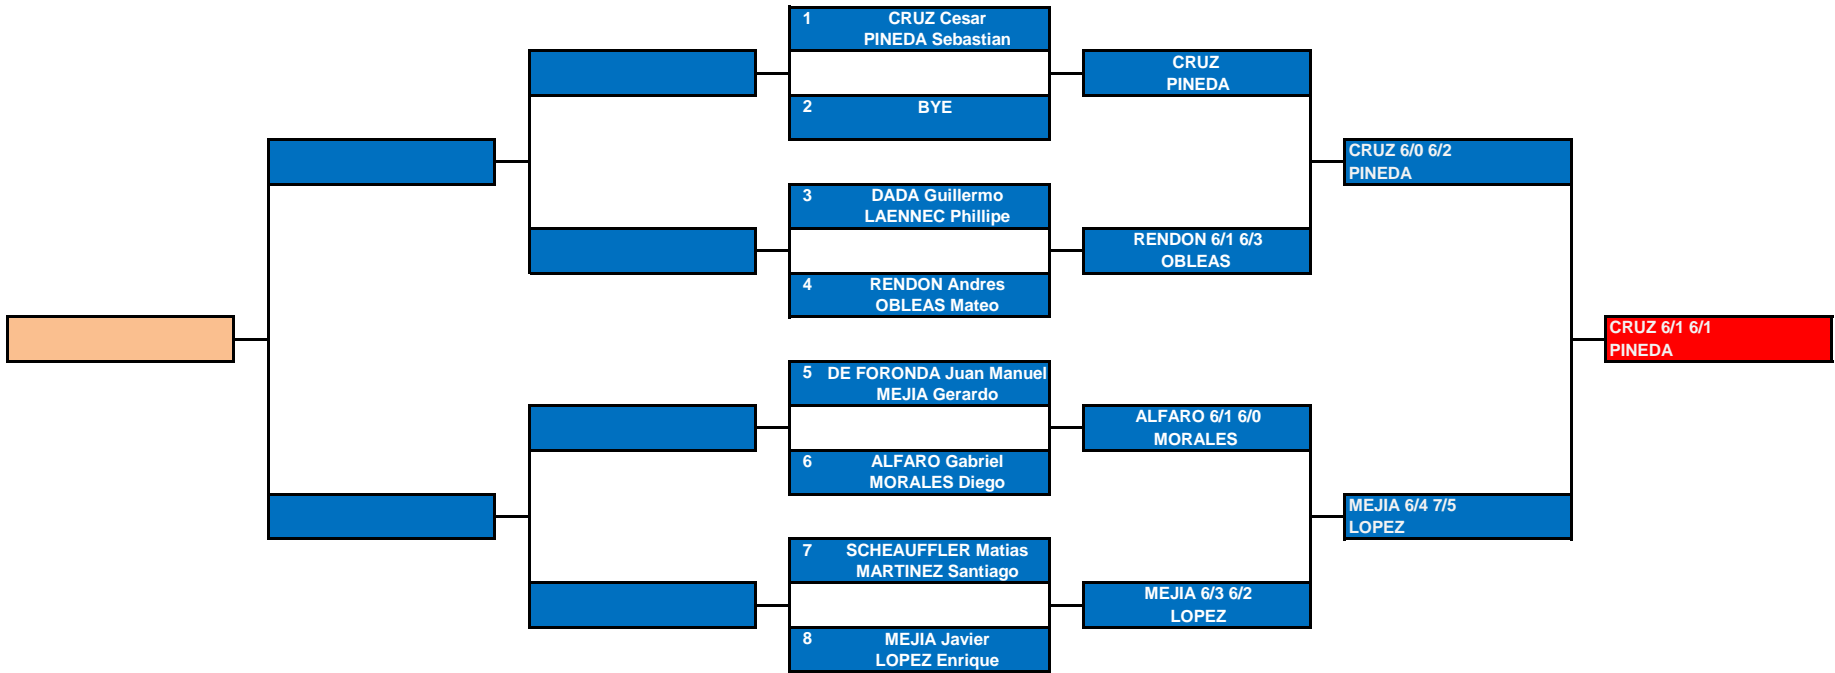 1 CRUZ Cesar
PINEDA Sebastian
2 BYE
3 DADA Guillermo
LAENNEC Phillipe
4 RENDON Andres
OBLEAS Mateo
5 DE FORONDA Juan Manuel
MEJIA Gerardo
6 ALFARO Gabriel
MORALES Diego
7 SCHEAUFFLER Matias
MARTINEZ Santiago
8 MEJIA Javier
LOPEZ Enrique
CRUZ
PINEDA
RENDON 6/1 6/3
OBLEAS
ALFARO 6/1 6/0
MORALES
MEJIA 6/3 6/2
LOPEZ
CRUZ 6/0 6/2
PINEDA
MEJIA 6/4 7/5
LOPEZ
CRUZ 6/1 6/1
PINEDA